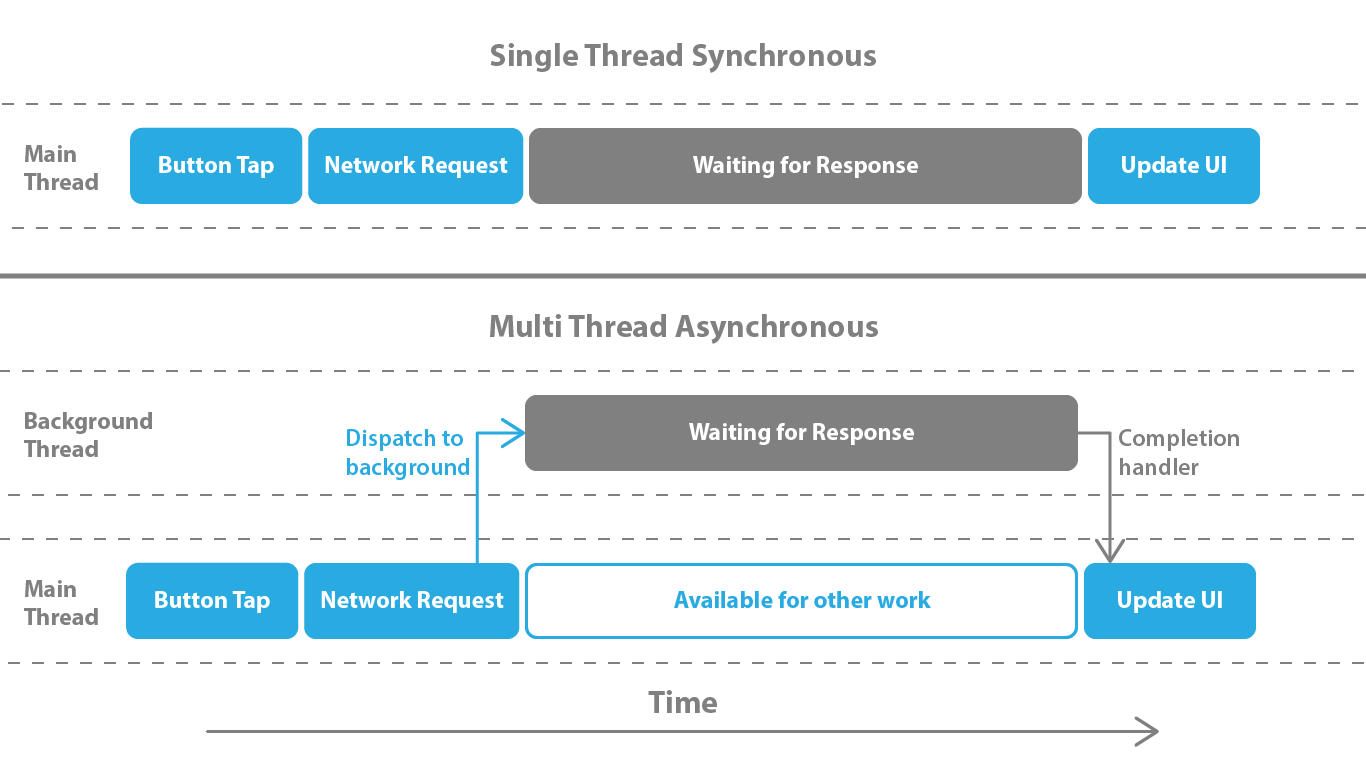 Single Thread Synchronous
Main
Thread
Button Tap
Network Request
Waiting for Response
Update UI
Multi Thread Asynchronous
Background
Thread
Dispatch to
background
Waiting for Response
Completion
handler
Main
Thread
Button Tap
Network Request
Available for other work
Update UI
Time